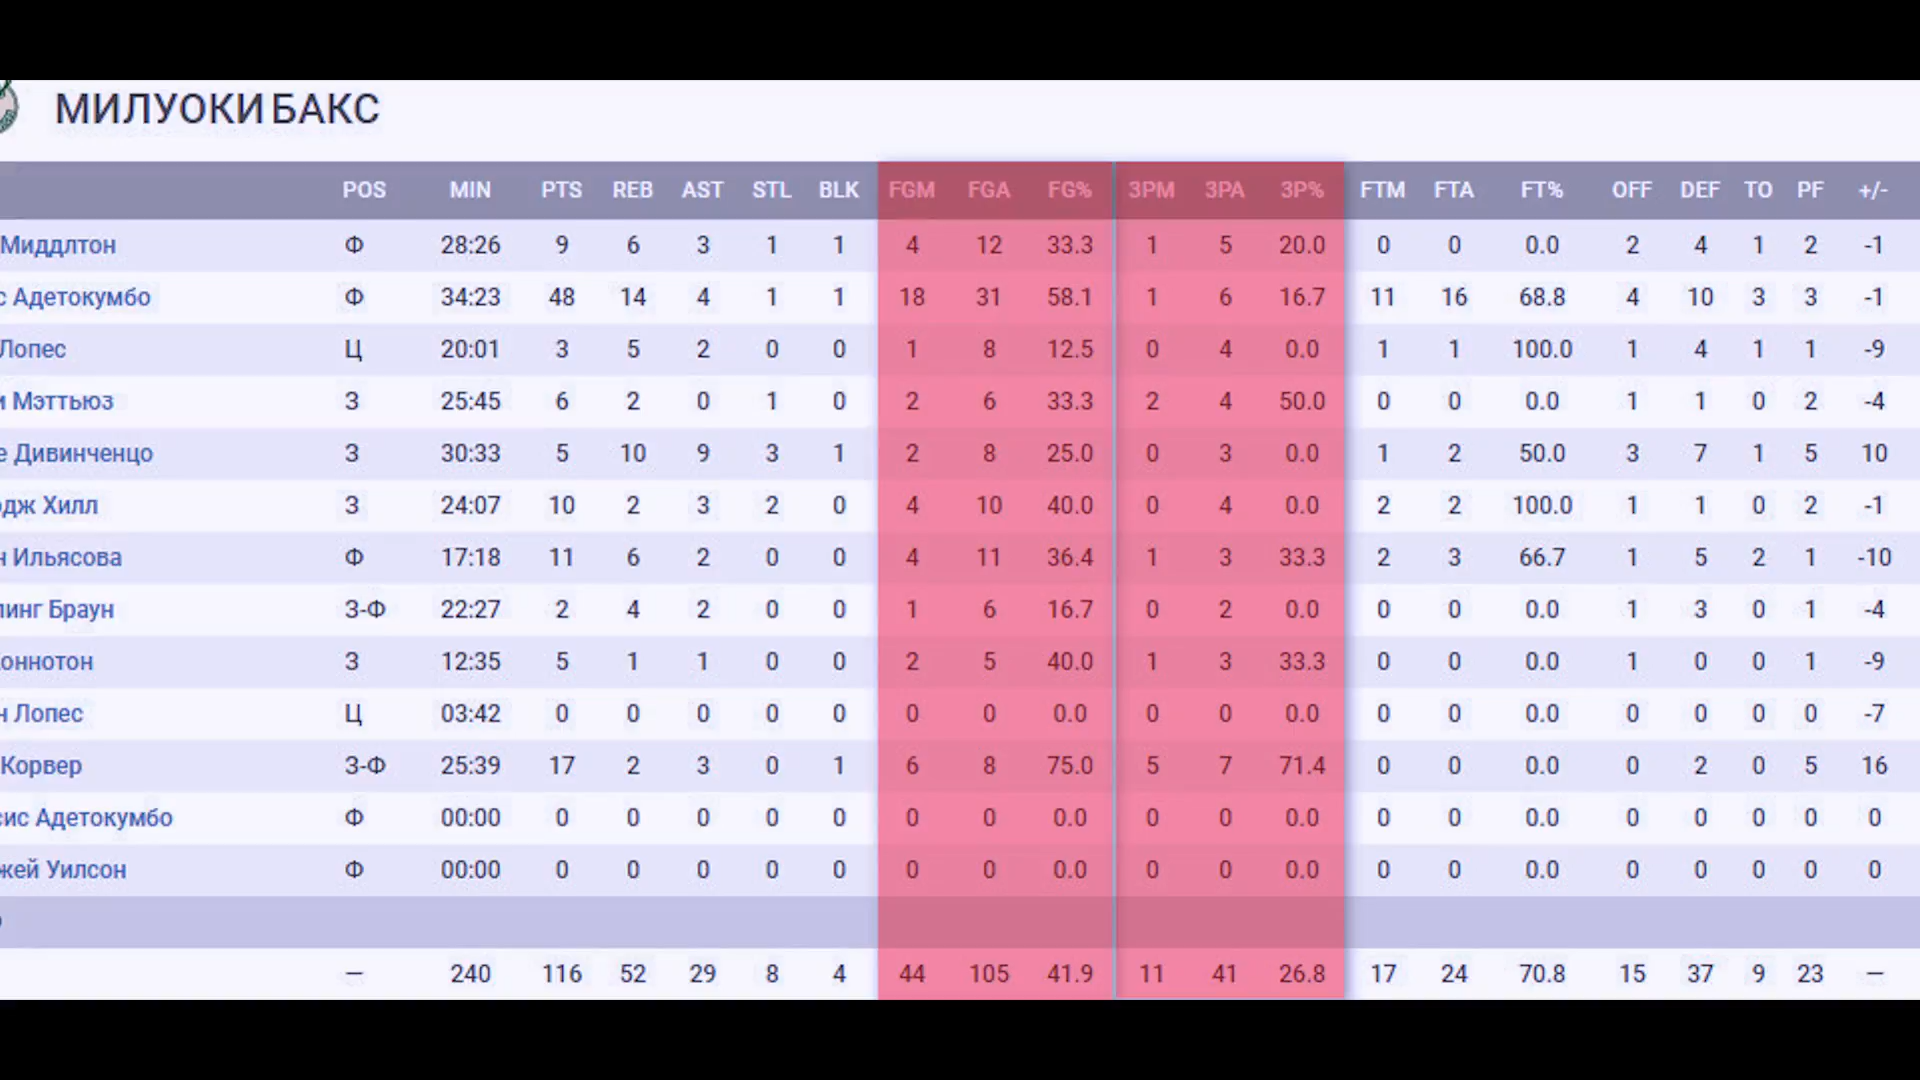 МИЛУОКИ БАКС
POS MIN PTS REB AST STL BLK FGM FGA FG% 3PM 3PA 3P% FTM FTA FT% OFF DEF TO PF +/-
Миддлтон Ф 28:26 9 6 3 1 1 4 12 33.3 1 5 20.0 0 0 0.0 2 4 1 2 -1
с Адетокумбо Ф 34:23 48 14 4 1 1 18 31 58.1 1 6 16.7 11 16 68.8 4 10 3 3 -1
Лопес Ц 20:01 3 5 2 0 0 1 8 12.5 0 4 0.0 1 1 100.0 1 4 1 1 -9
и Мэттьюз З 25:45 6 2 0 1 0 2 6 33.3 2 4 50.0 0 0 0.0 1 1 0 2 -4
е Дивинченцо З 30:33 5 10 9 3 1 2 8 25.0 0 3 0.0 1 2 50.0 3 7 1 5 10
дж Хилл З 24:07 10 2 3 2 0 4 10 40.0 0 4 0.0 2 2 100.0 1 1 0 2 -1
н Ильясова Ф 17:18 11 6 2 0 0 4 11 36.4 1 3 33.3 2 3 66.7 1 5 2 1 -10
линг Браун З-Ф 22:27 2 4 2 0 0 1 6 16.7 0 2 0.0 0 0 0.0 1 3 0 1 -4
оннотон З 12:35 5 1 1 0 0 2 5 40.0 1 3 33.3 0 0 0.0 1 0 0 1 -9
н Лопес Ц 03:42 0 0 0 0 0 0 0 0.0 0 0 0.0 0 0 0.0 0 0 0 0 -7
Корвер З-Ф 25:39 17 2 3 0 1 6 8 75.0 5 7 71.4 0 0 0.0 0 2 0 5 16
сис Адетокумбо Ф 00:00 0 0 0 0 0 0 0 0.0 0 0 0.0 0 0 0.0 0 0 0 0 0
жей Уилсон Ф 00:00 0 0 0 0 0 0 0 0.0 0 0 0.0 0 0 0.0 0 0 0 0 0
— 240 116 52 29 8 4 44 105 41.9 11 41 26.8 17 24 70.8 15 37 9 23 —